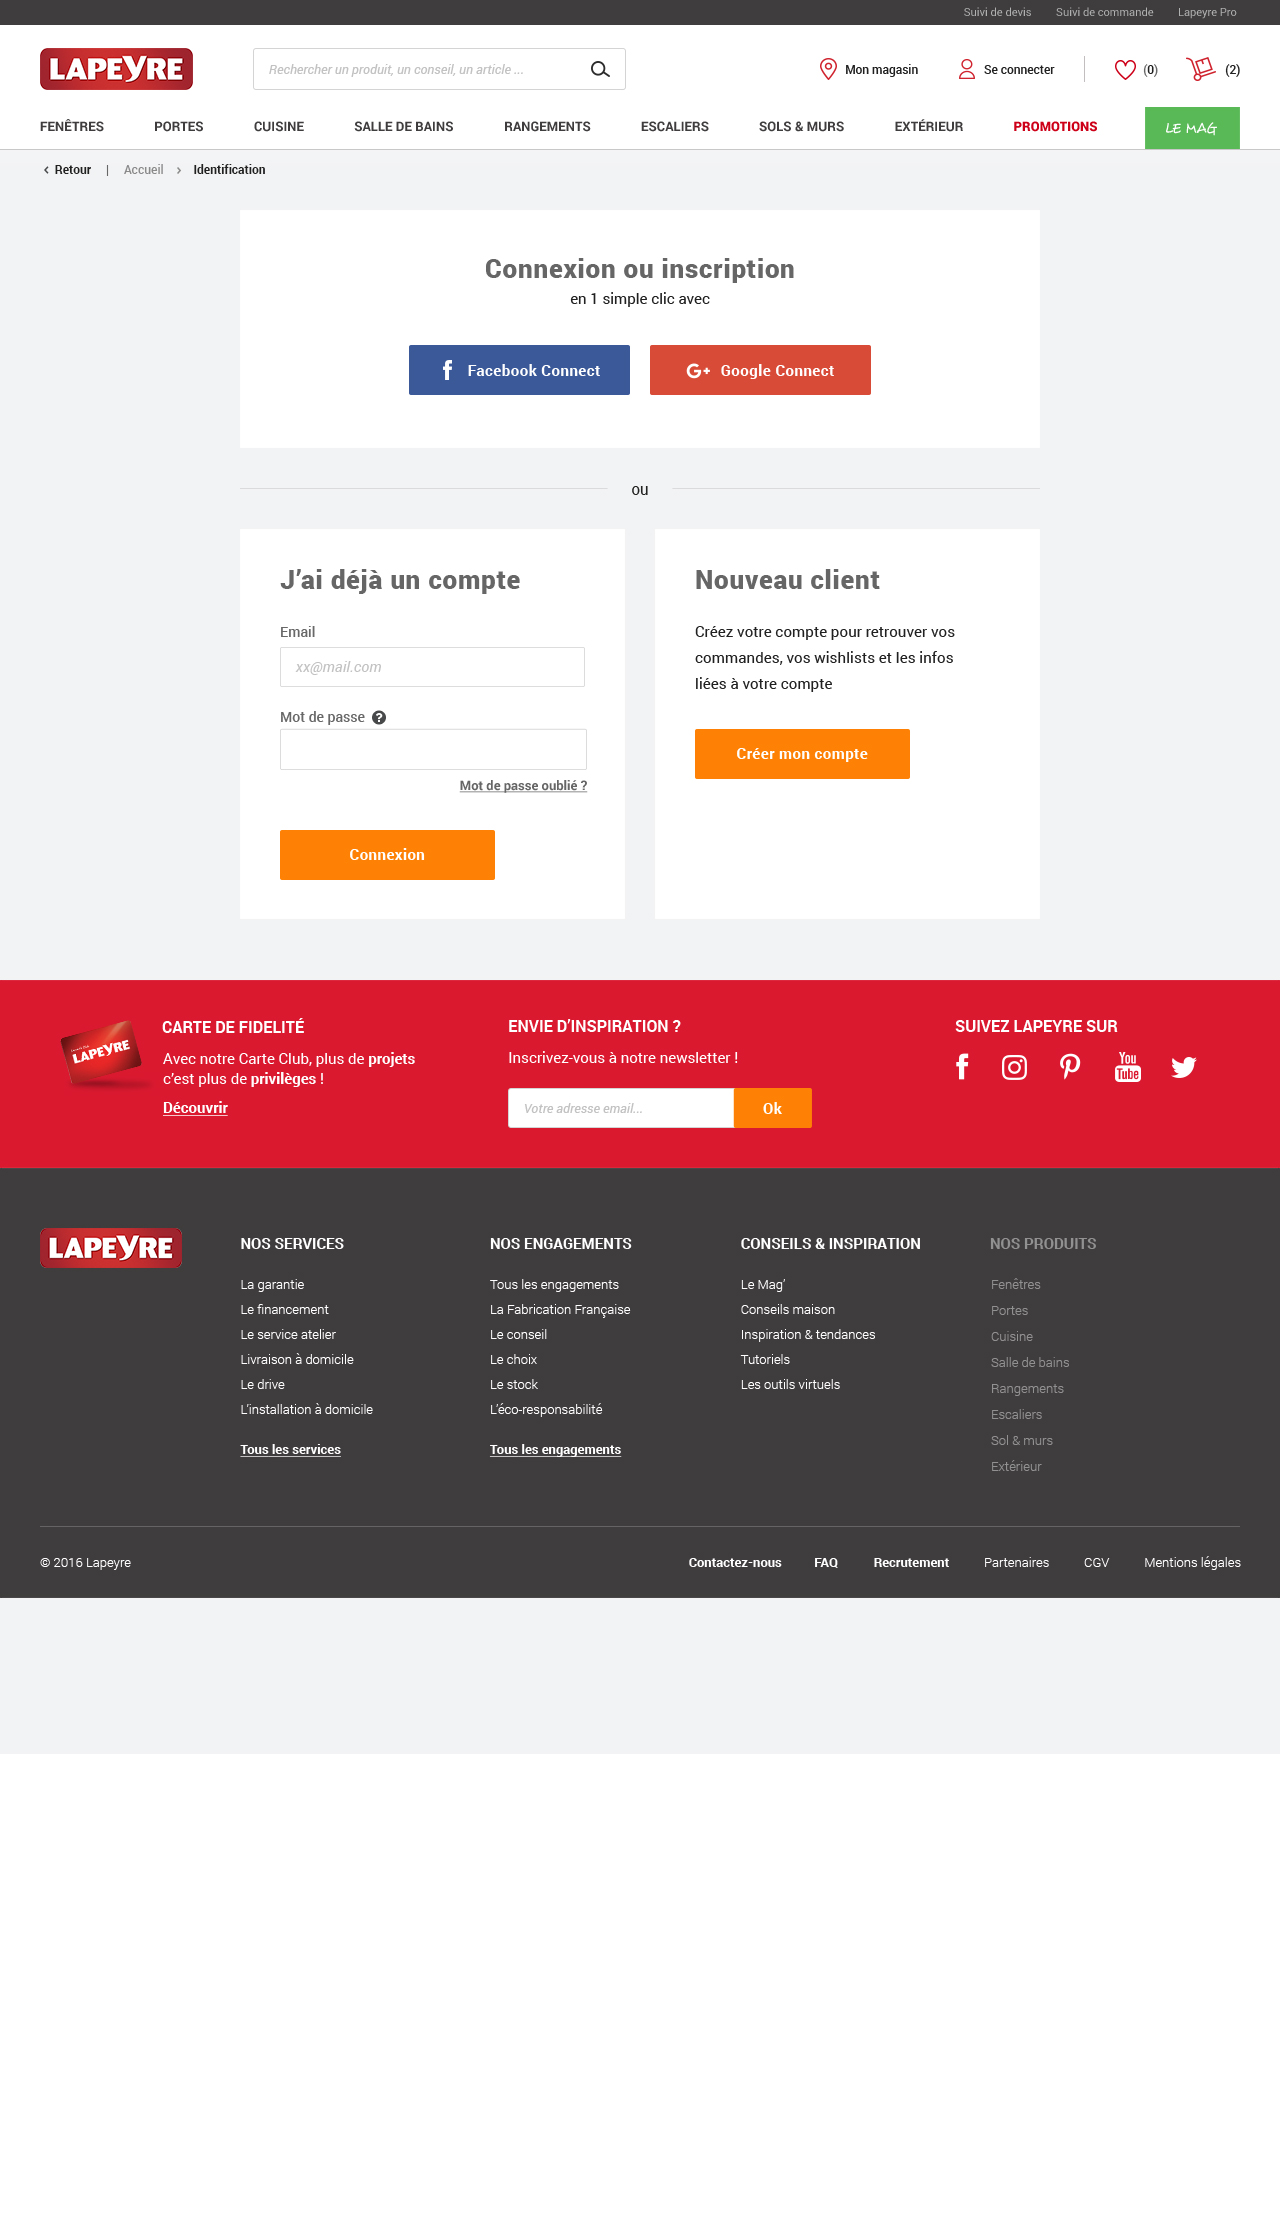 Suivi de devis Suivi de commande Lapeyre Pro
LAPEYRE Rechercher un produit, un conseil, un article ... Mon magasin Se connecter (0) (2)
FENÊTRES PORTES CUISINE SALLE DE BAINS RANGEMENTS ESCALIERS SOLS & MURS EXTÉRIEUR PROMOTIONS LE MAG
‹ Retour | Accueil › Identification
Connexion ou inscription
en 1 simple clic avec
Facebook Connect G+ Google Connect
ou
J’ai déjà un compte
Email
xx@mail.com
Mot de passe ?
Mot de passe oublié ?
Connexion
Nouveau client
Créez votre compte pour retrouver vos
commandes, vos wishlists et les infos
liées à votre compte
Créer mon compte
LAPEYRE
CARTE DE FIDELITÉ
Avec notre Carte Club, plus de projets
c’est plus de privilèges !
Découvrir
ENVIE D’INSPIRATION ?
Inscrivez-vous à notre newsletter !
Votre adresse email... Ok
SUIVEZ LAPEYRE SUR
You
Tube
LAPEYRE
NOS SERVICES
La garantie
Le financement
Le service atelier
Livraison à domicile
Le drive
L’installation à domicile
Tous les services
NOS ENGAGEMENTS
Tous les engagements
La Fabrication Française
Le conseil
Le choix
Le stock
L’éco-responsabilité
Tous les engagements
CONSEILS & INSPIRATION
Le Mag’
Conseils maison
Inspiration & tendances
Tutoriels
Les outils virtuels
NOS PRODUITS
Fenêtres
Portes
Cuisine
Salle de bains
Rangements
Escaliers
Sol & murs
Extérieur
© 2016 Lapeyre Contactez-nous FAQ Recrutement Partenaires CGV Mentions légales